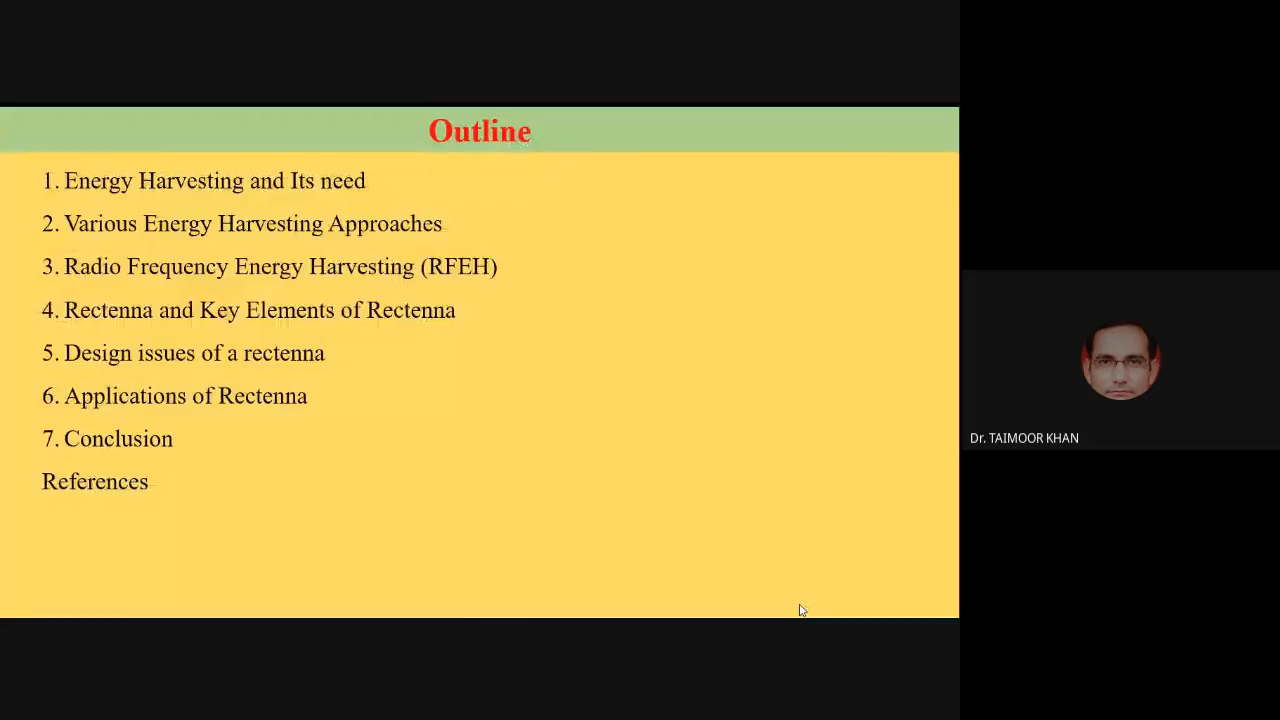 Outline
1. Energy Harvesting and Its need
2. Various Energy Harvesting Approaches
3. Radio Frequency Energy Harvesting (RFEH)
4. Rectenna and Key Elements of Rectenna
5. Design issues of a rectenna
6. Applications of Rectenna
7. Conclusion
References
Dr. TAIMOOR KHAN